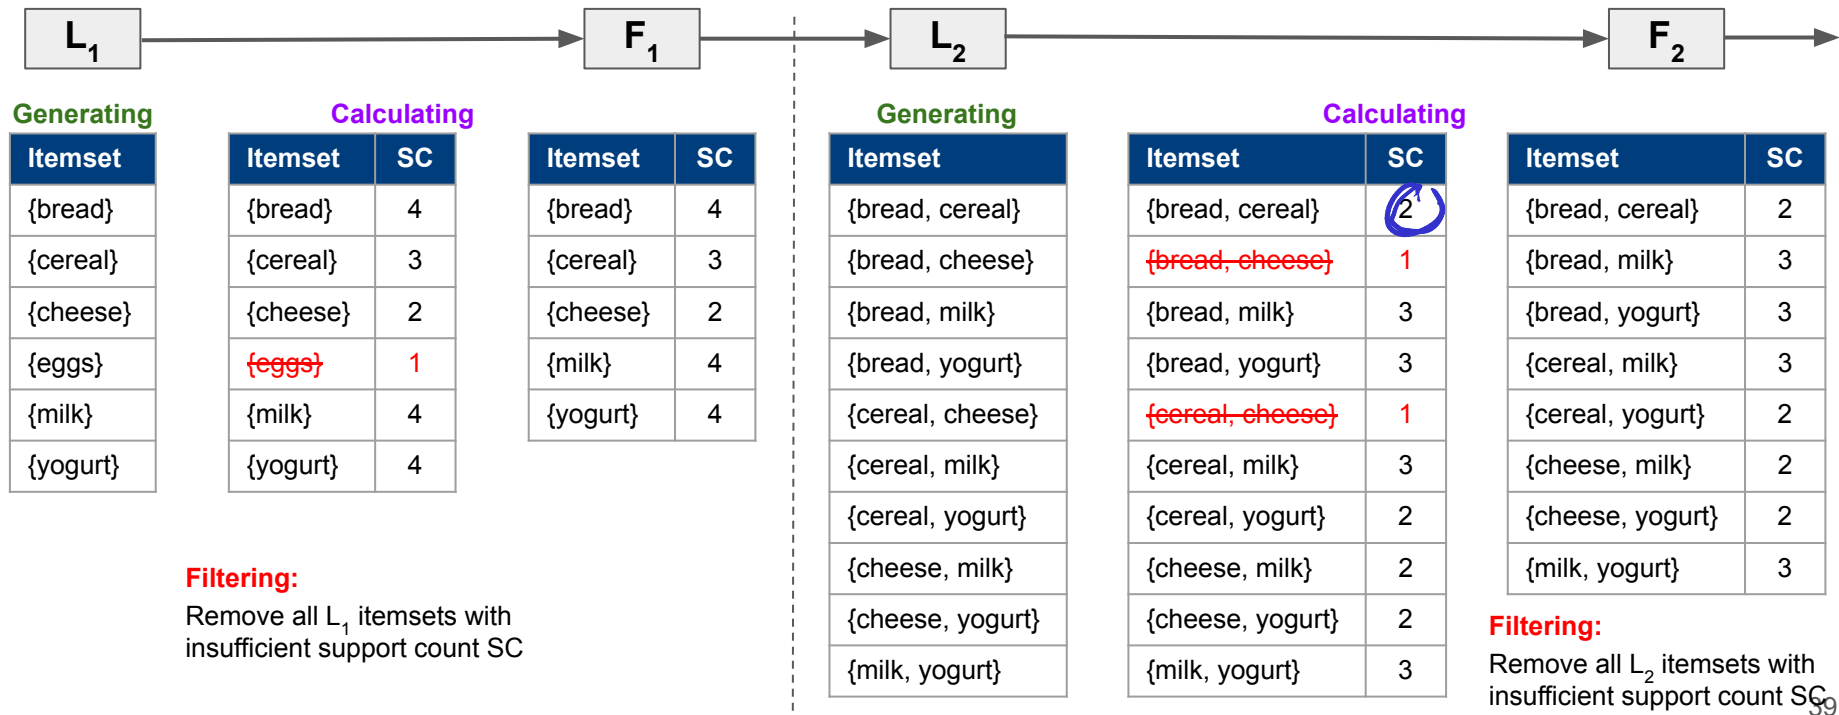 L1 F1 L2 F2
Generating Calculating Generating Calculating
Itemset
{bread}
{cereal}
{cheese}
{eggs}
{milk}
{yogurt}
Itemset SC
{bread} 4
{cereal} 3
{cheese} 2
{eggs} 1
{milk} 4
{yogurt} 4
Itemset SC
{bread} 4
{cereal} 3
{cheese} 2
{milk} 4
{yogurt} 4
Filtering:
Remove all L1 itemsets with
insufficient support count SC
Itemset
{bread, cereal}
{bread, cheese}
{bread, milk}
{bread, yogurt}
{cereal, cheese}
{cereal, milk}
{cereal, yogurt}
{cheese, milk}
{cheese, yogurt}
{milk, yogurt}
Itemset SC
{bread, cereal} 2
{bread, cheese} 1
{bread, milk} 3
{bread, yogurt} 3
{cereal, cheese} 1
{cereal, milk} 3
{cereal, yogurt} 2
{cheese, milk} 2
{cheese, yogurt} 2
{milk, yogurt} 3
Itemset SC
{bread, cereal} 2
{bread, milk} 3
{bread, yogurt} 3
{cereal, milk} 3
{cereal, yogurt} 2
{cheese, milk} 2
{cheese, yogurt} 2
{milk, yogurt} 3
Filtering:
Remove all L2 itemsets with
insufficient support count SC
39